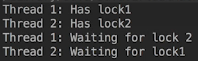 Thread 1: Has lock1
Thread 2: Has lock2
Thread 1: Waiting for lock 2
Thread 2: Waiting for lock1